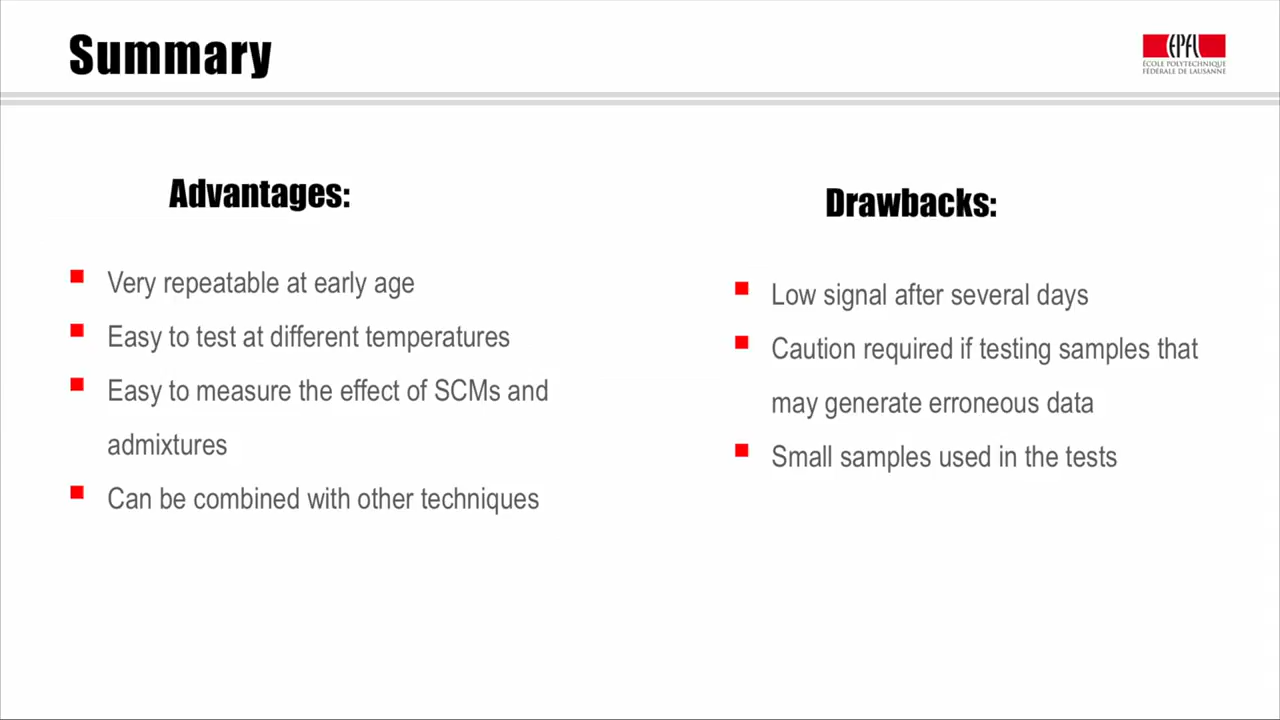 Summary
EPFL
ÉCOLE POLYTECHNIQUE
FÉDÉRALE DE LAUSANNE
Advantages:
Very repeatable at early age
Easy to test at different temperatures
Easy to measure the effect of SCMs and
admixtures
Can be combined with other techniques
Drawbacks:
Low signal after several days
Caution required if testing samples that
may generate erroneous data
Small samples used in the tests